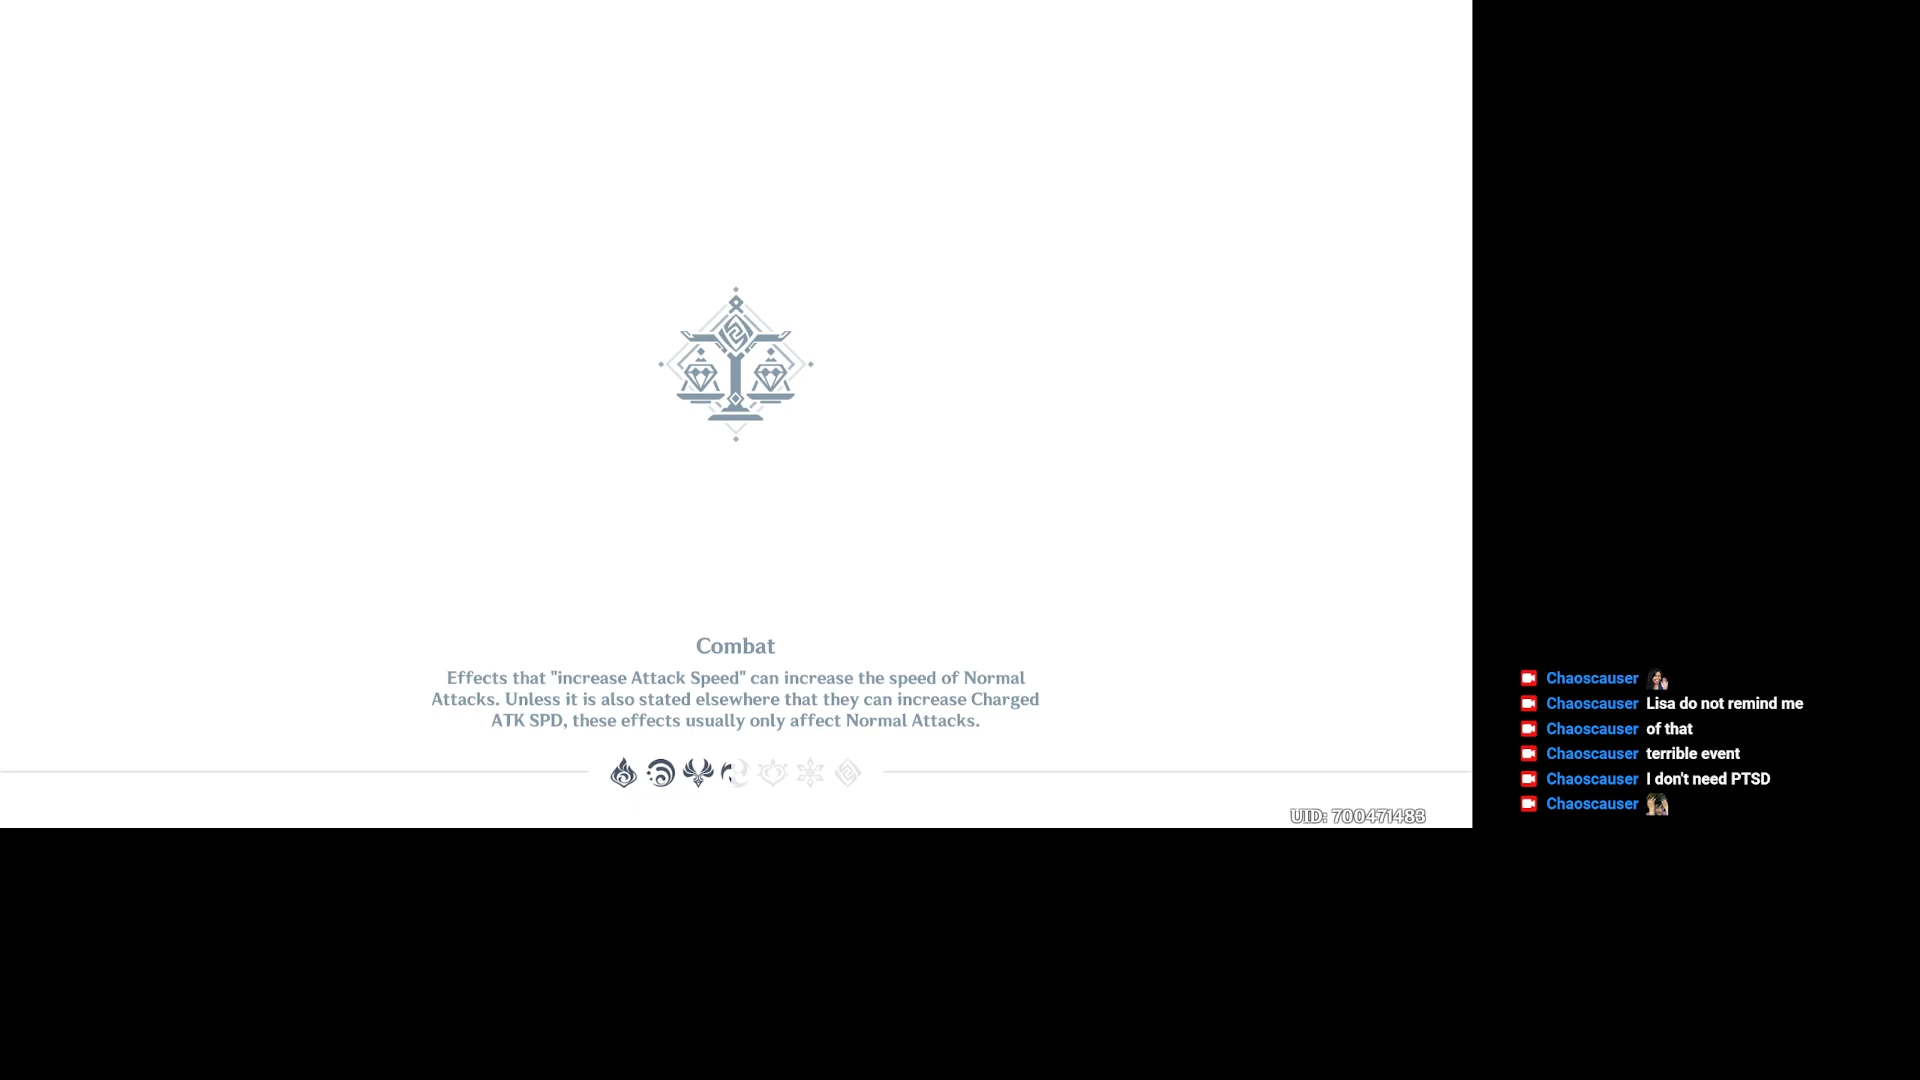 Combat
Effects that "increase Attack Speed" can increase the speed of Normal
Attacks. Unless it is also stated elsewhere that they can increase Charged
ATK SPD, these effects usually only affect Normal Attacks.
UID: 700471483
Chaoscauser
Chaoscauser Lisa do not remind me
Chaoscauser of that
Chaoscauser terrible event
Chaoscauser I don't need PTSD
Chaoscauser